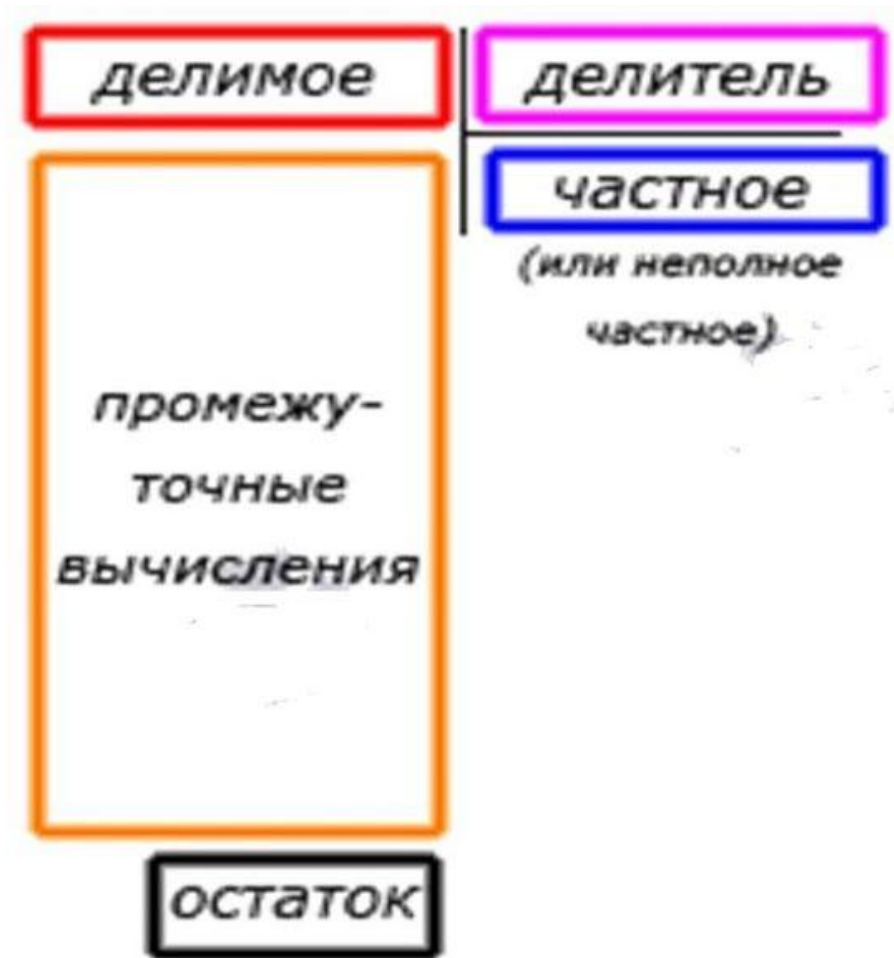 делимое
делитель
частное
(или неполное
частное)
промежу-
точные
вычисления
остаток